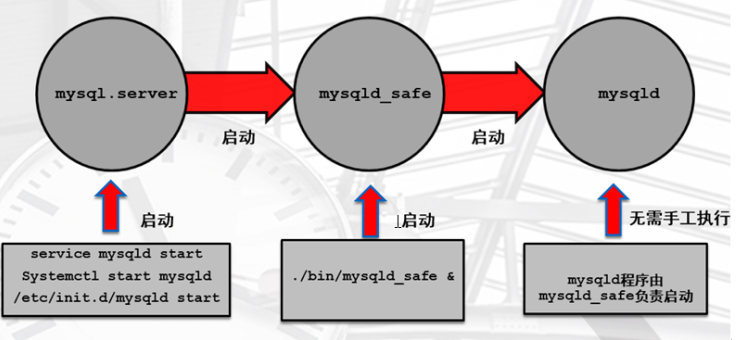 mysql.server
mysqld_safe
mysqld
启动
启动
启动
启动
无需手工执行
service mysqld start
Systemctl start mysqld
/etc/init.d/mysqld start
./bin/mysqld_safe &
mysqld程序由
mysqld_safe负责启动